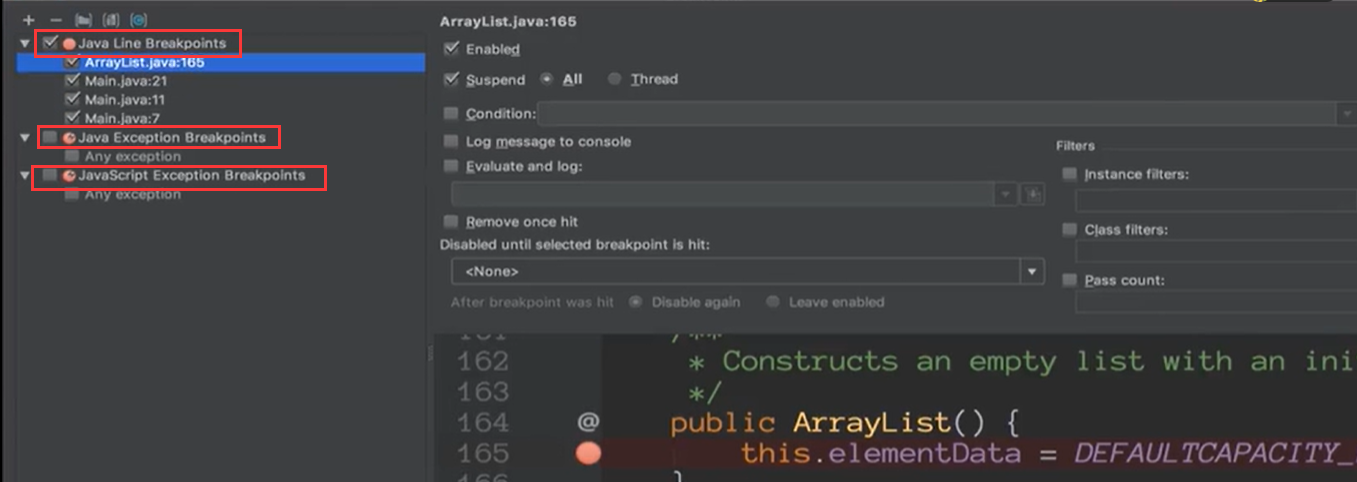 ArrayList.java:165
Java Line Breakpoints
ArrayList.java:165
Main.java:21
Main.java:11
Main.java:7
Java Exception Breakpoints
Any exception
JavaScript Exception Breakpoints
Any exception
Enabled
Suspend All Thread
Condition:
Log message to console
Evaluate and log:
Remove once hit
Disabled until selected breakpoint is hit:
<None>
After breakpoint was hit Disable again Leave enabled
Filters
Instance filters:
Class filters:
Pass count:
161 /**
162 * Constructs an empty list with an ini
163 */
164 @ public ArrayList() {
165 this.elementData = DEFAULTCAPACITY_
166 }